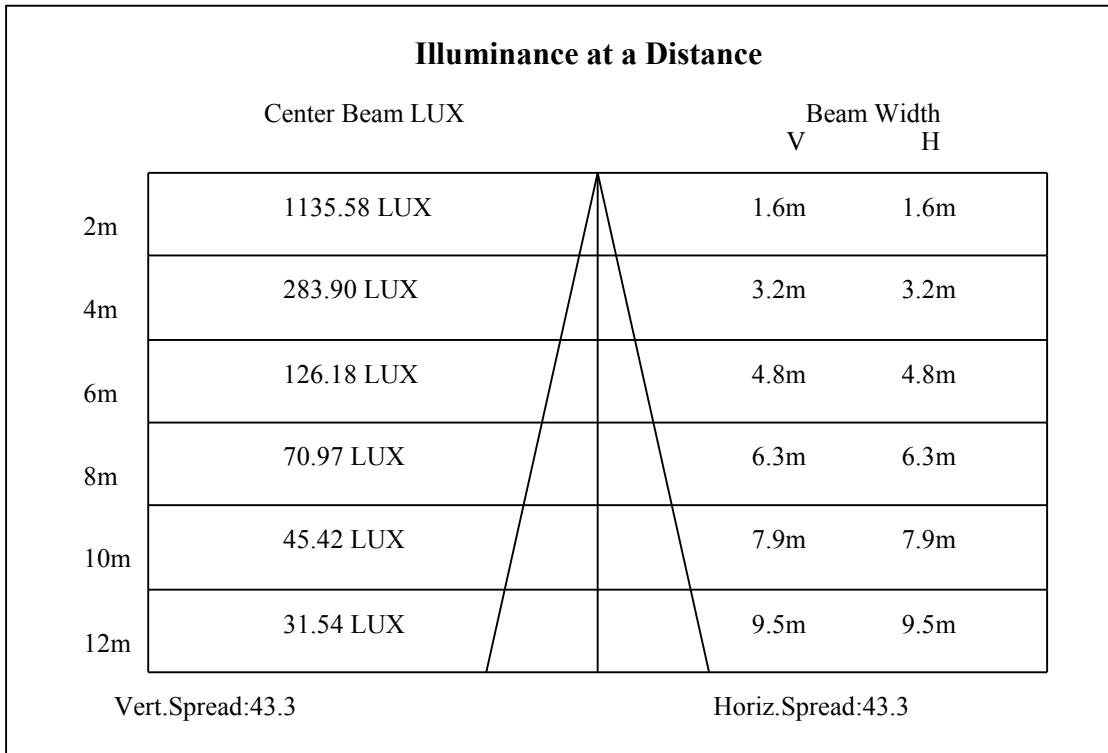 Illuminance at a Distance
Center Beam LUX Beam Width
V H
2m 1135.58 LUX 1.6m 1.6m
4m 283.90 LUX 3.2m 3.2m
6m 126.18 LUX 4.8m 4.8m
8m 70.97 LUX 6.3m 6.3m
10m 45.42 LUX 7.9m 7.9m
12m 31.54 LUX 9.5m 9.5m
Vert.Spread:43.3 Horiz.Spread:43.3